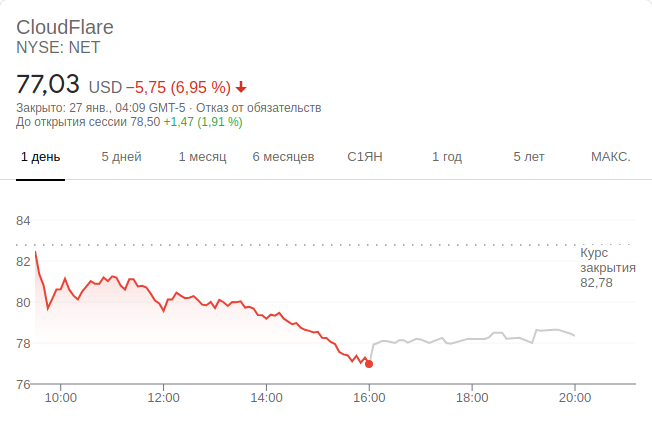 CloudFlare
NYSE: NET
77,03 USD −5,75 (6,95 %)
Закрыто: 27 янв., 04:09 GMT-5 · Отказ от обязательств
До открытия сессии 78,50 +1,47 (1,91 %)
1 день 5 дней 1 месяц 6 месяцев С1ЯН 1 год 5 лет МАКС.
84
82
80
78
76
Курс
закрытия
82,78
10:00 12:00 14:00 16:00 18:00 20:00